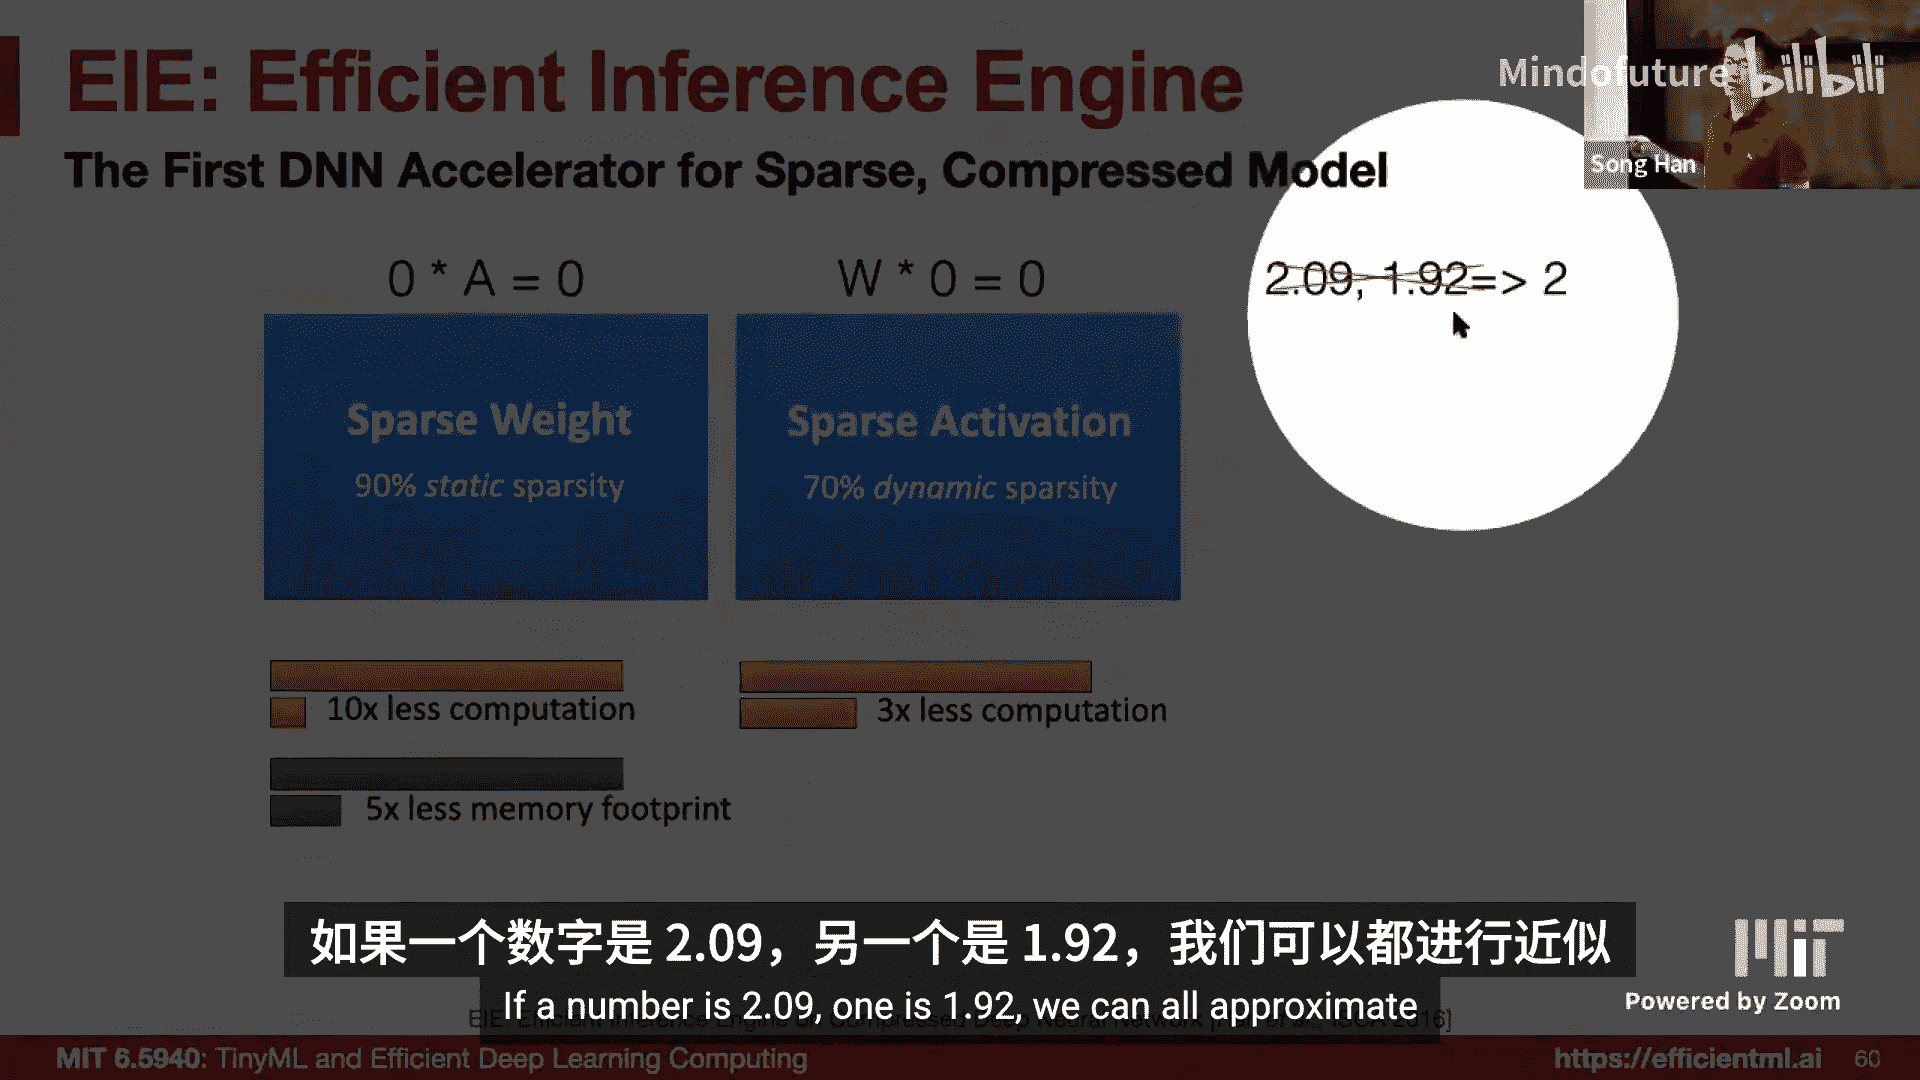 EIE: Efficient Inference Engine
Mindofuture bilibili
The First DNN Accelerator for Sparse, Compressed Model
Song Han
0 * A = 0
W * 0 = 0
2.09, 1.92=> 2
Sparse Weight
90% static sparsity
Sparse Activation
70% dynamic sparsity
10x less computation
3x less computation
5x less memory footprint
如果一个数字是 2.09，另一个是 1.92，我们可以都进行近似
If a number is 2.09, one is 1.92, we can all approximate
MIT
Powered by Zoom
MIT 6.5940: TinyML and Efficient Deep Learning Computing
https://efficientml.ai
60